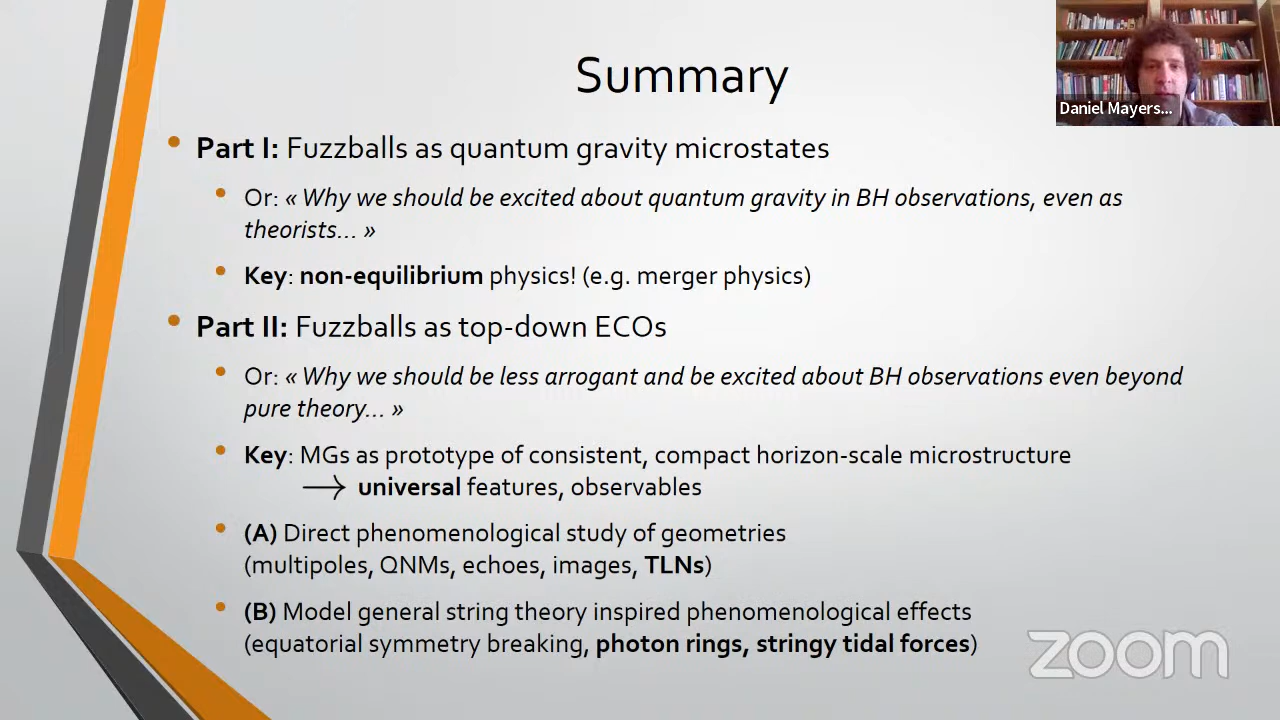 Summary
Daniel Mayers...
• Part I: Fuzzballs as quantum gravity microstates
• Or: « Why we should be excited about quantum gravity in BH observations, even as
theorists... »
• Key: non-equilibrium physics! (e.g. merger physics)
• Part II: Fuzzballs as top-down ECOs
• Or: « Why we should be less arrogant and be excited about BH observations even beyond
pure theory... »
• Key: MGs as prototype of consistent, compact horizon-scale microstructure
⟶ universal features, observables
• (A) Direct phenomenological study of geometries
(multipoles, QNMs, echoes, images, TLNs)
• (B) Model general string theory inspired phenomenological effects
(equatorial symmetry breaking, photon rings, stringy tidal forces)
zoom